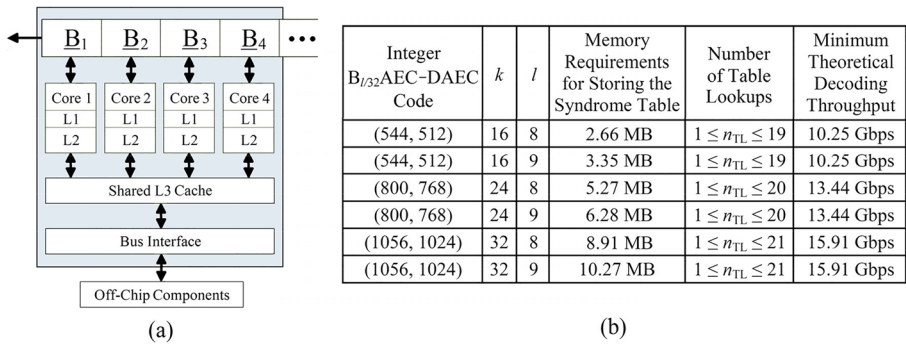 B1 B2 B3 B4 •••
Core 1 Core 2 Core 3 Core 4
L1 L1 L1 L1
L2 L2 L2 L2
Shared L3 Cache
Bus Interface
Off-Chip Components
(a)
Integer B_{l/32}AEC–DAEC Code k l Memory Requirements for Storing the Syndrome Table Number of Table Lookups Minimum Theoretical Decoding Throughput
(544, 512) 16 8 2.66 MB 1 ≤ nTL ≤ 19 10.25 Gbps
(544, 512) 16 9 3.35 MB 1 ≤ nTL ≤ 19 10.25 Gbps
(800, 768) 24 8 5.27 MB 1 ≤ nTL ≤ 20 13.44 Gbps
(800, 768) 24 9 6.28 MB 1 ≤ nTL ≤ 20 13.44 Gbps
(1056, 1024) 32 8 8.91 MB 1 ≤ nTL ≤ 21 15.91 Gbps
(1056, 1024) 32 9 10.27 MB 1 ≤ nTL ≤ 21 15.91 Gbps
(b)